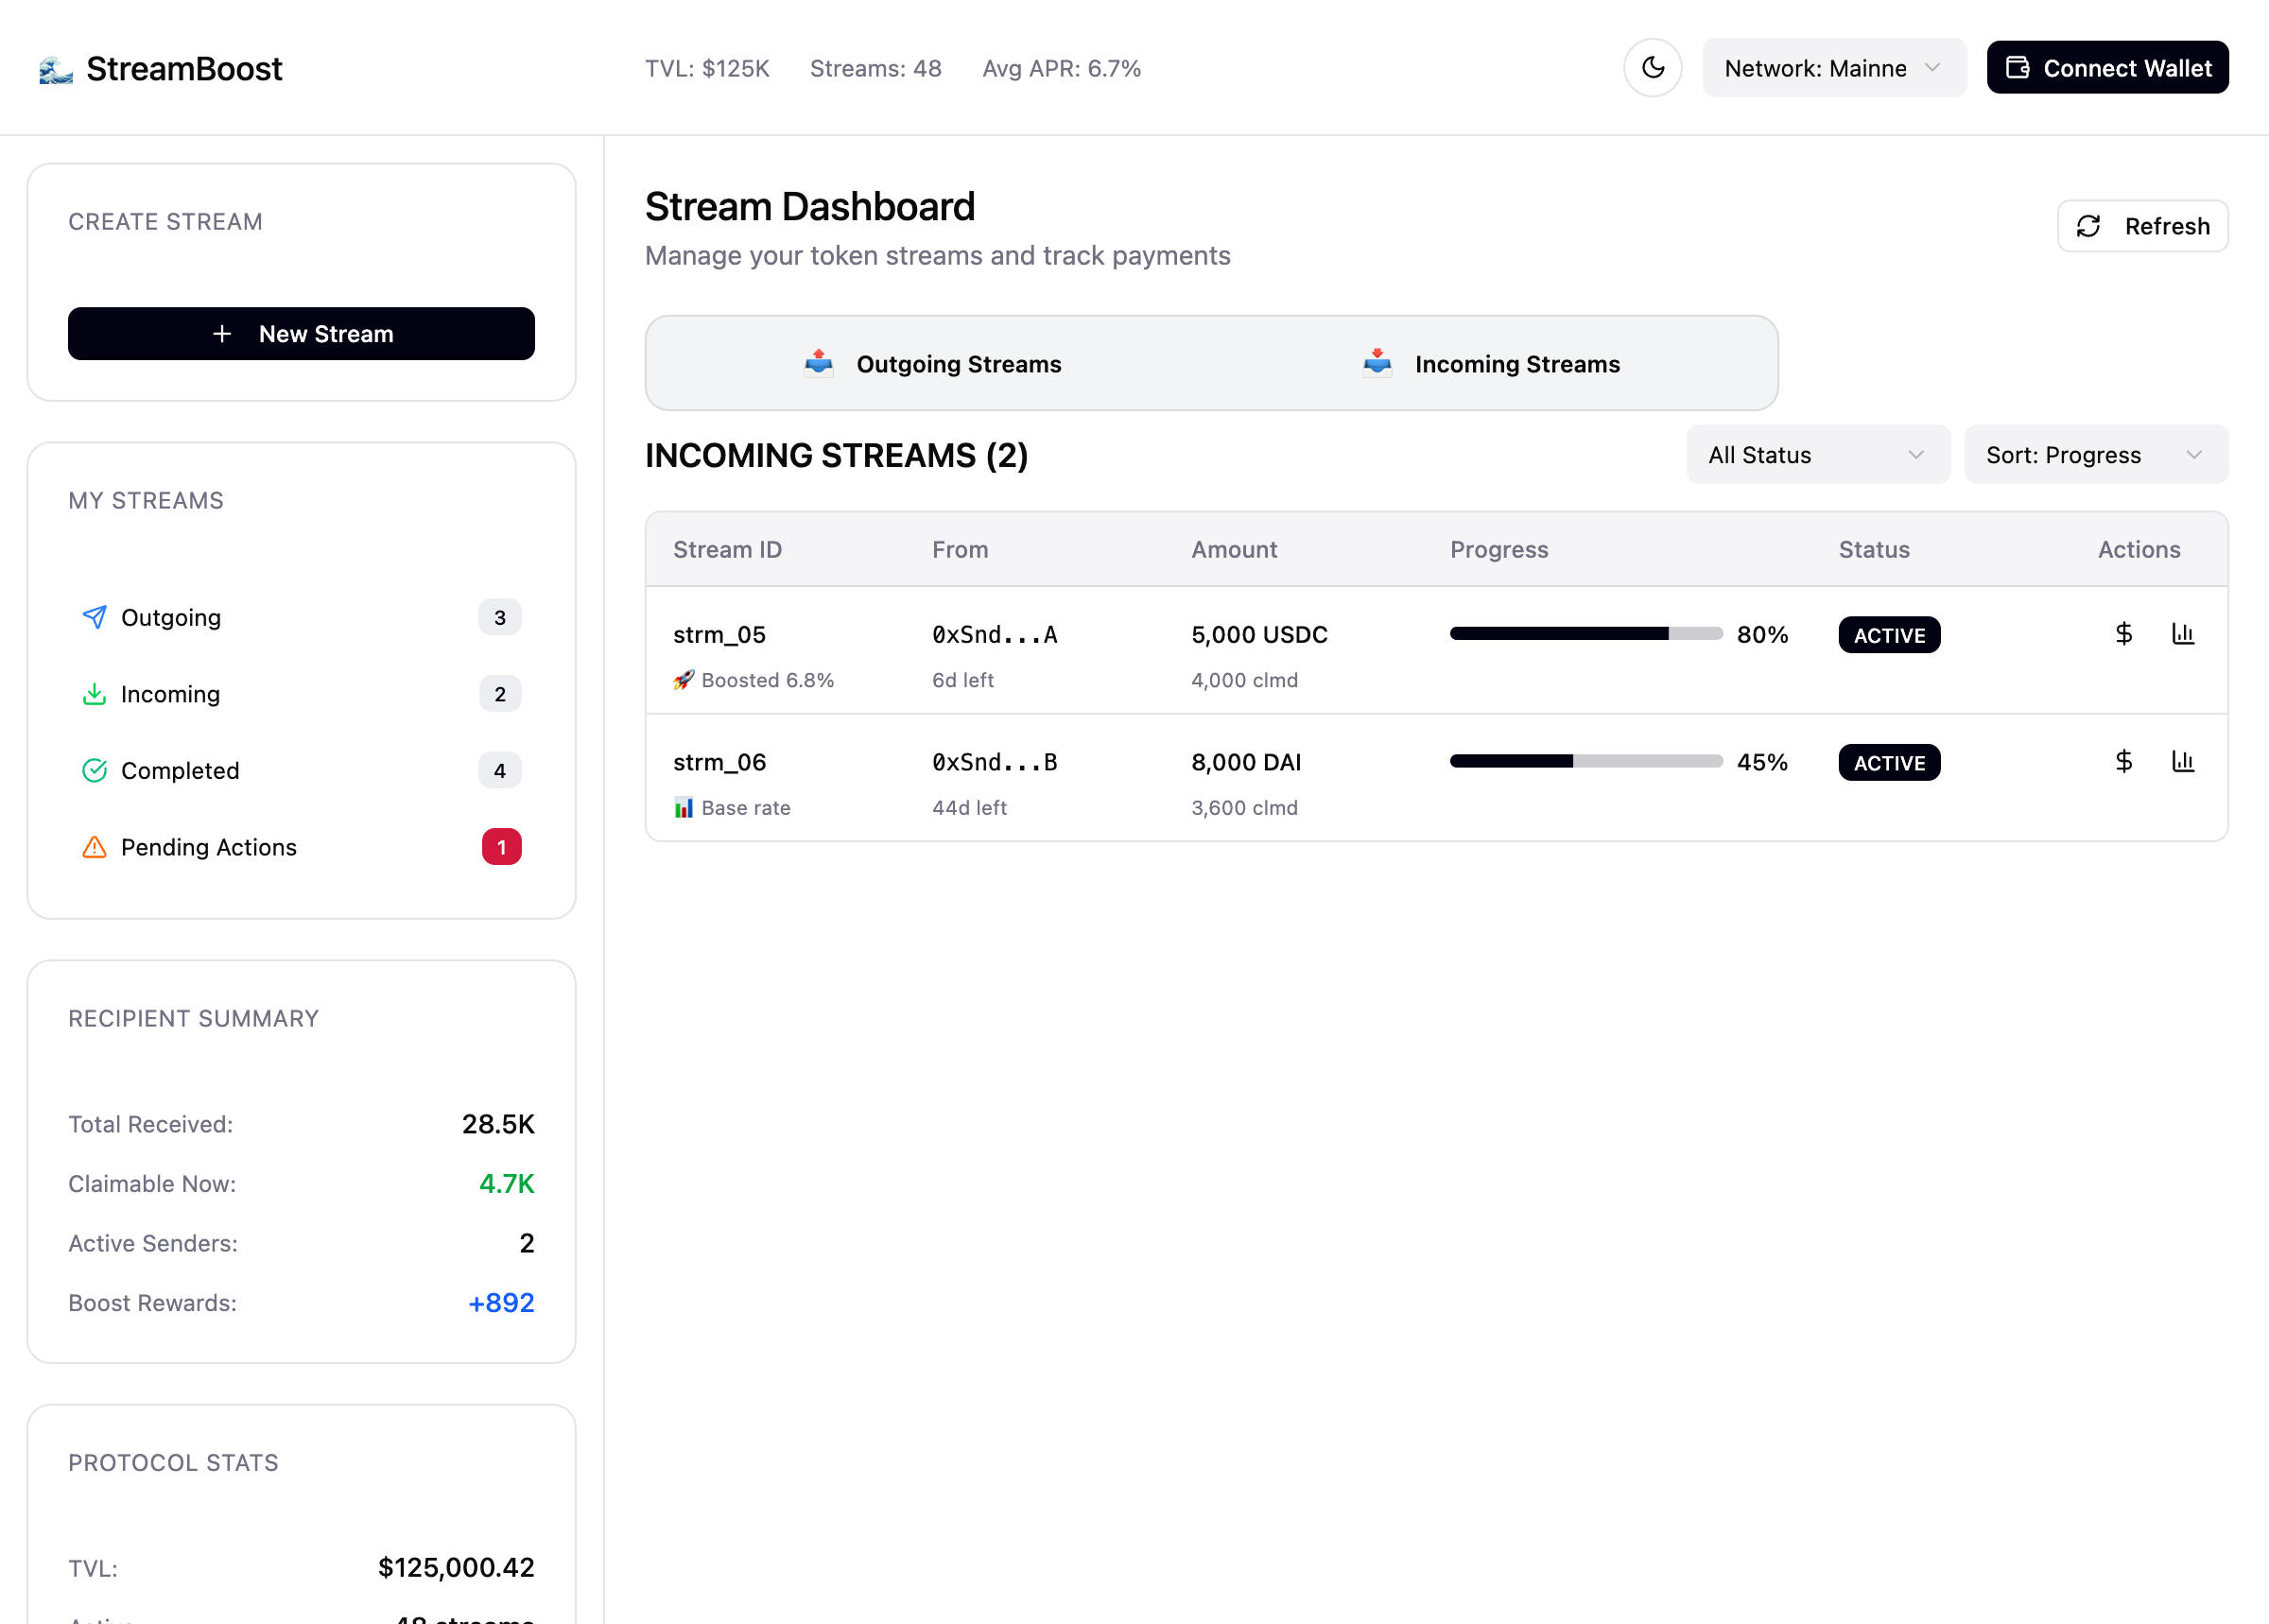 StreamBoost
TVL: $125K Streams: 48 Avg APR: 6.7%
Network: Mainne
Connect Wallet
CREATE STREAM
+ New Stream
MY STREAMS
Outgoing 3
Incoming 2
Completed 4
Pending Actions 1
RECIPIENT SUMMARY
Total Received: 28.5K
Claimable Now: 4.7K
Active Senders: 2
Boost Rewards: +892
PROTOCOL STATS
TVL: $125,000.42
48 streams
Stream Dashboard
Manage your token streams and track payments
Refresh
Outgoing Streams Incoming Streams
INCOMING STREAMS (2)
All Status Sort: Progress
Stream ID From Amount Progress Status Actions
strm_05 0xSnd...A 5,000 USDC 80% ACTIVE $
Boosted 6.8% 6d left 4,000 clmd
strm_06 0xSnd...B 8,000 DAI 45% ACTIVE $
Base rate 44d left 3,600 clmd